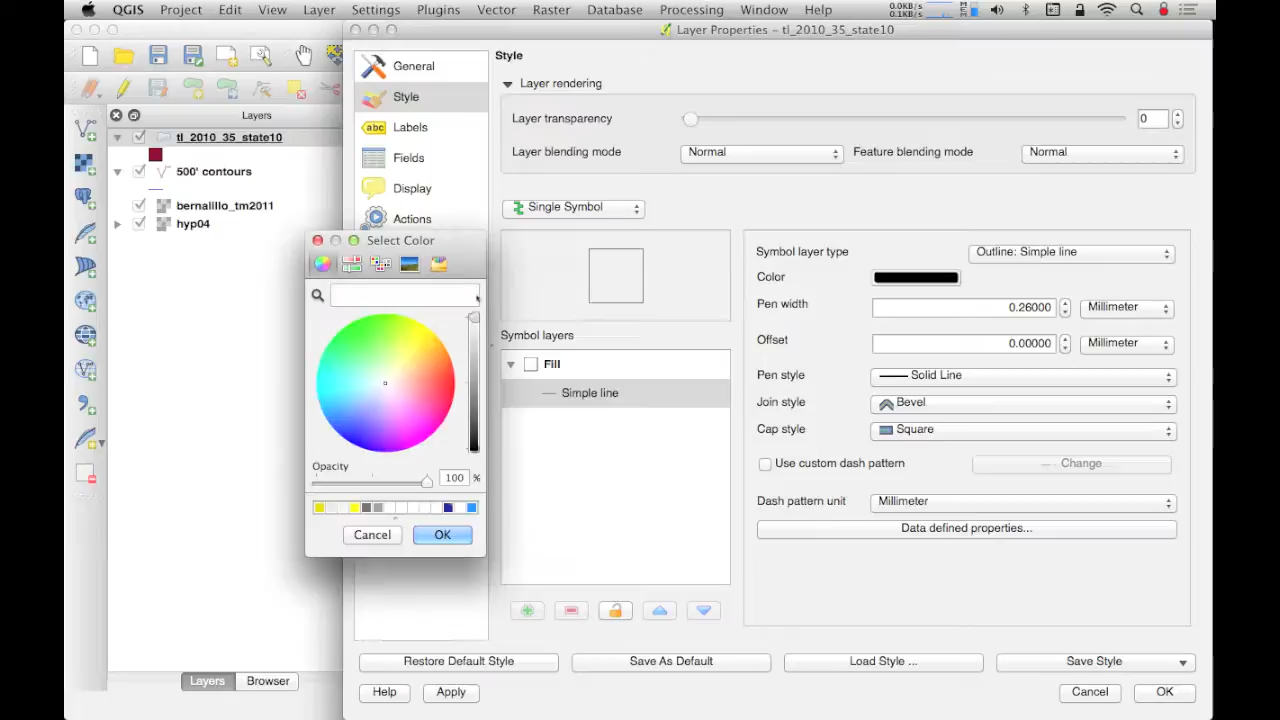 QGIS Project Edit View Layer Settings Plugins Vector Raster Database Processing Window Help 0.0KB/s 0.1KB/s
Layer Properties - tl_2010_35_state10
General
Style
Labels
Fields
Display
Actions
Layers
tl_2010_35_state10
500' contours
bernalillo_tm2011
hyp04
Layers Browser
Select Color
Opacity
100 %
Cancel OK
Style
Layer rendering
Layer transparency 0
Layer blending mode Normal Feature blending mode Normal
Single Symbol
Symbol layers
Fill
Simple line
Symbol layer type Outline: Simple line
Color
Pen width 0.26000 Millimeter
Offset 0.00000 Millimeter
Pen style Solid Line
Join style Bevel
Cap style Square
Use custom dash pattern Change
Dash pattern unit Millimeter
Data defined properties...
Restore Default Style Save As Default Load Style ... Save Style
Help Apply Cancel OK